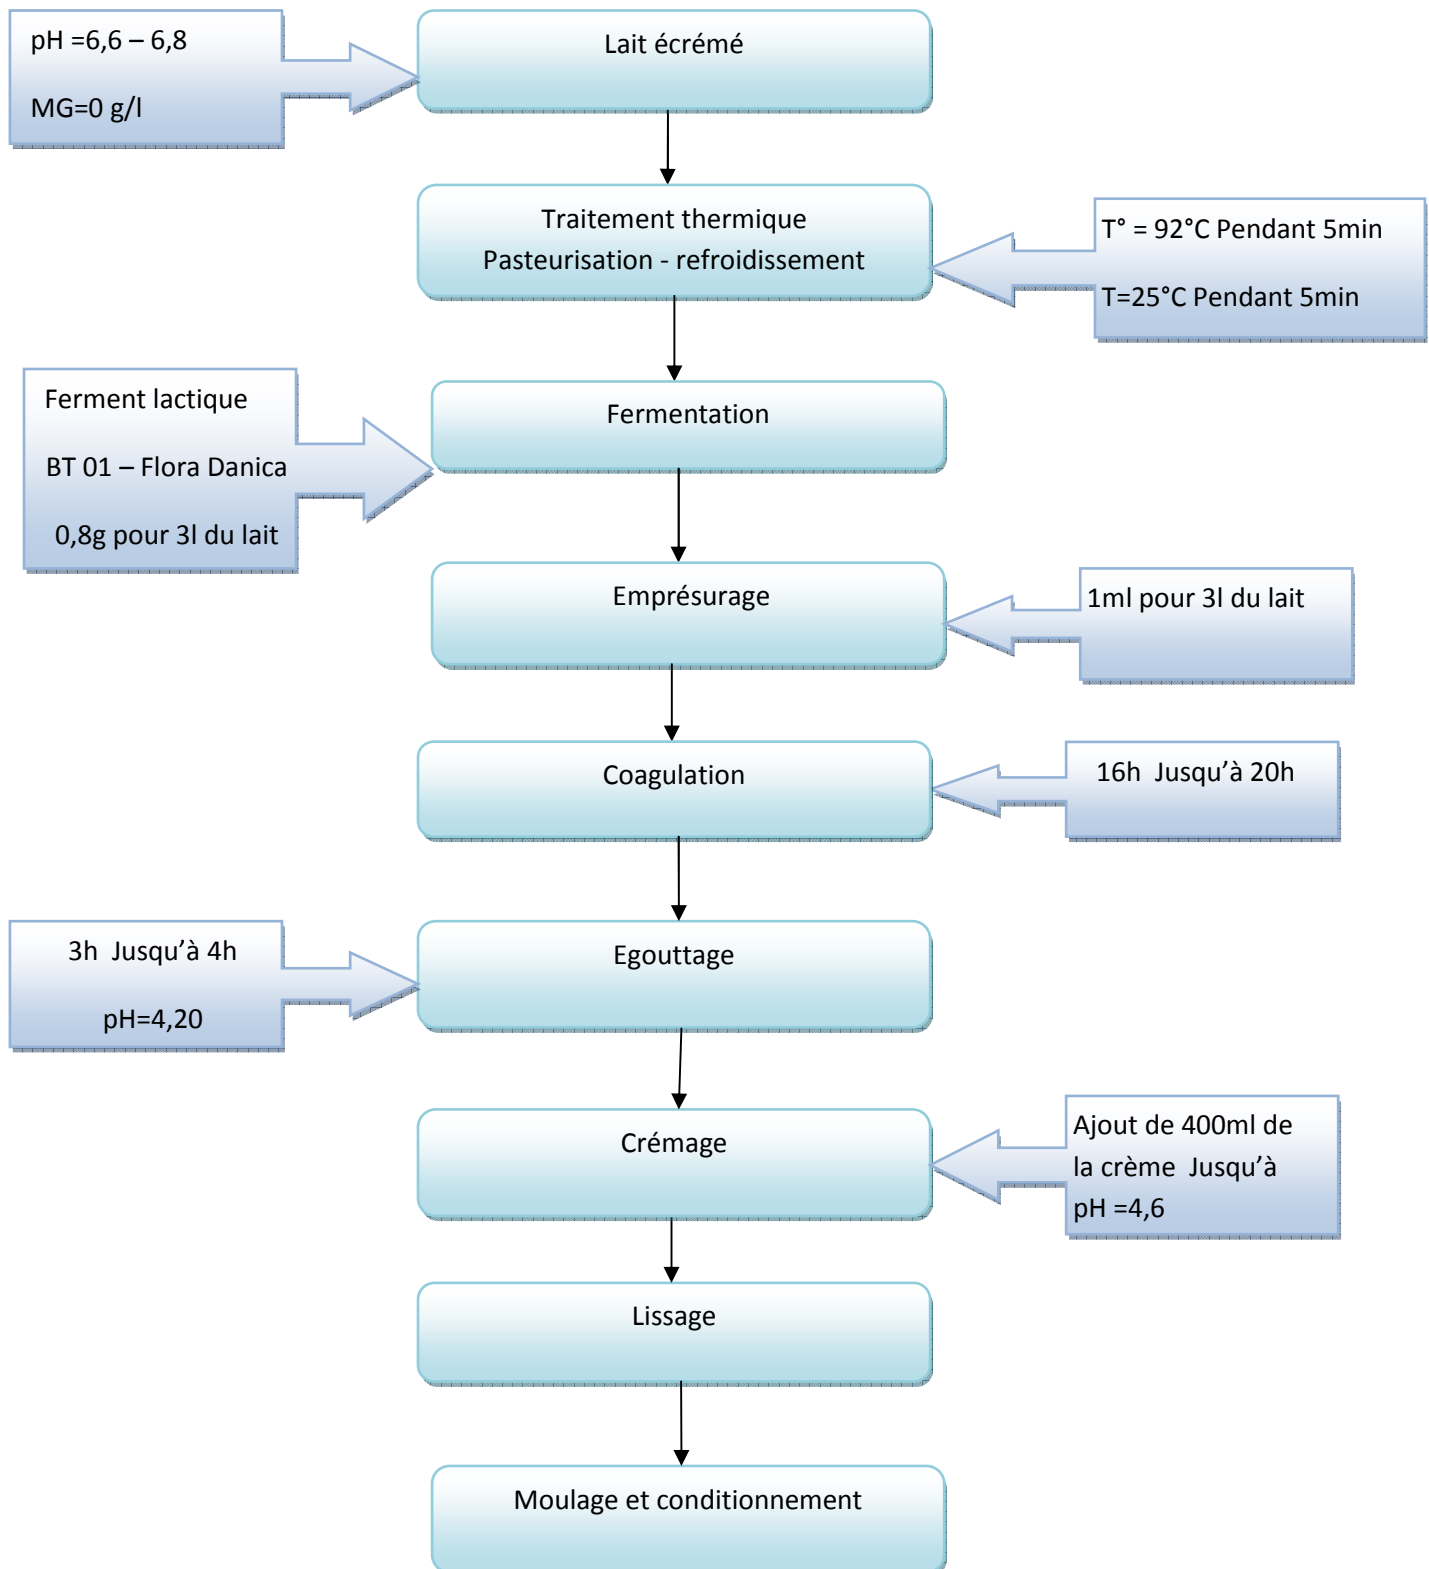 pH =6,6 – 6,8
MG=0 g/l
Lait écrémé
Traitement thermique
Pasteurisation - refroidissement
T° = 92°C Pendant 5min
T=25°C Pendant 5min
Ferment lactique
BT 01 – Flora Danica
0,8g pour 3l du lait
Fermentation
Emprésurage
1ml pour 3l du lait
Coagulation
16h Jusqu’à 20h
3h Jusqu’à 4h
pH=4,20
Egouttage
Crémage
Ajout de 400ml de
la crème Jusqu’à
pH =4,6
Lissage
Moulage et conditionnement